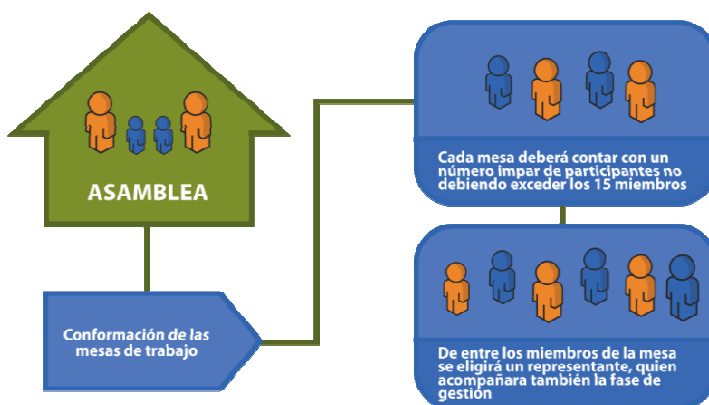 ASAMBLEA
Conformación de las
mesas de trabajo
Cada mesa deberá contar con un
número impar de participantes no
debiendo exceder los 15 miembros
De entre los miembros de la mesa
se eligirá un representante, quien
acompañara también la fase de
gestión